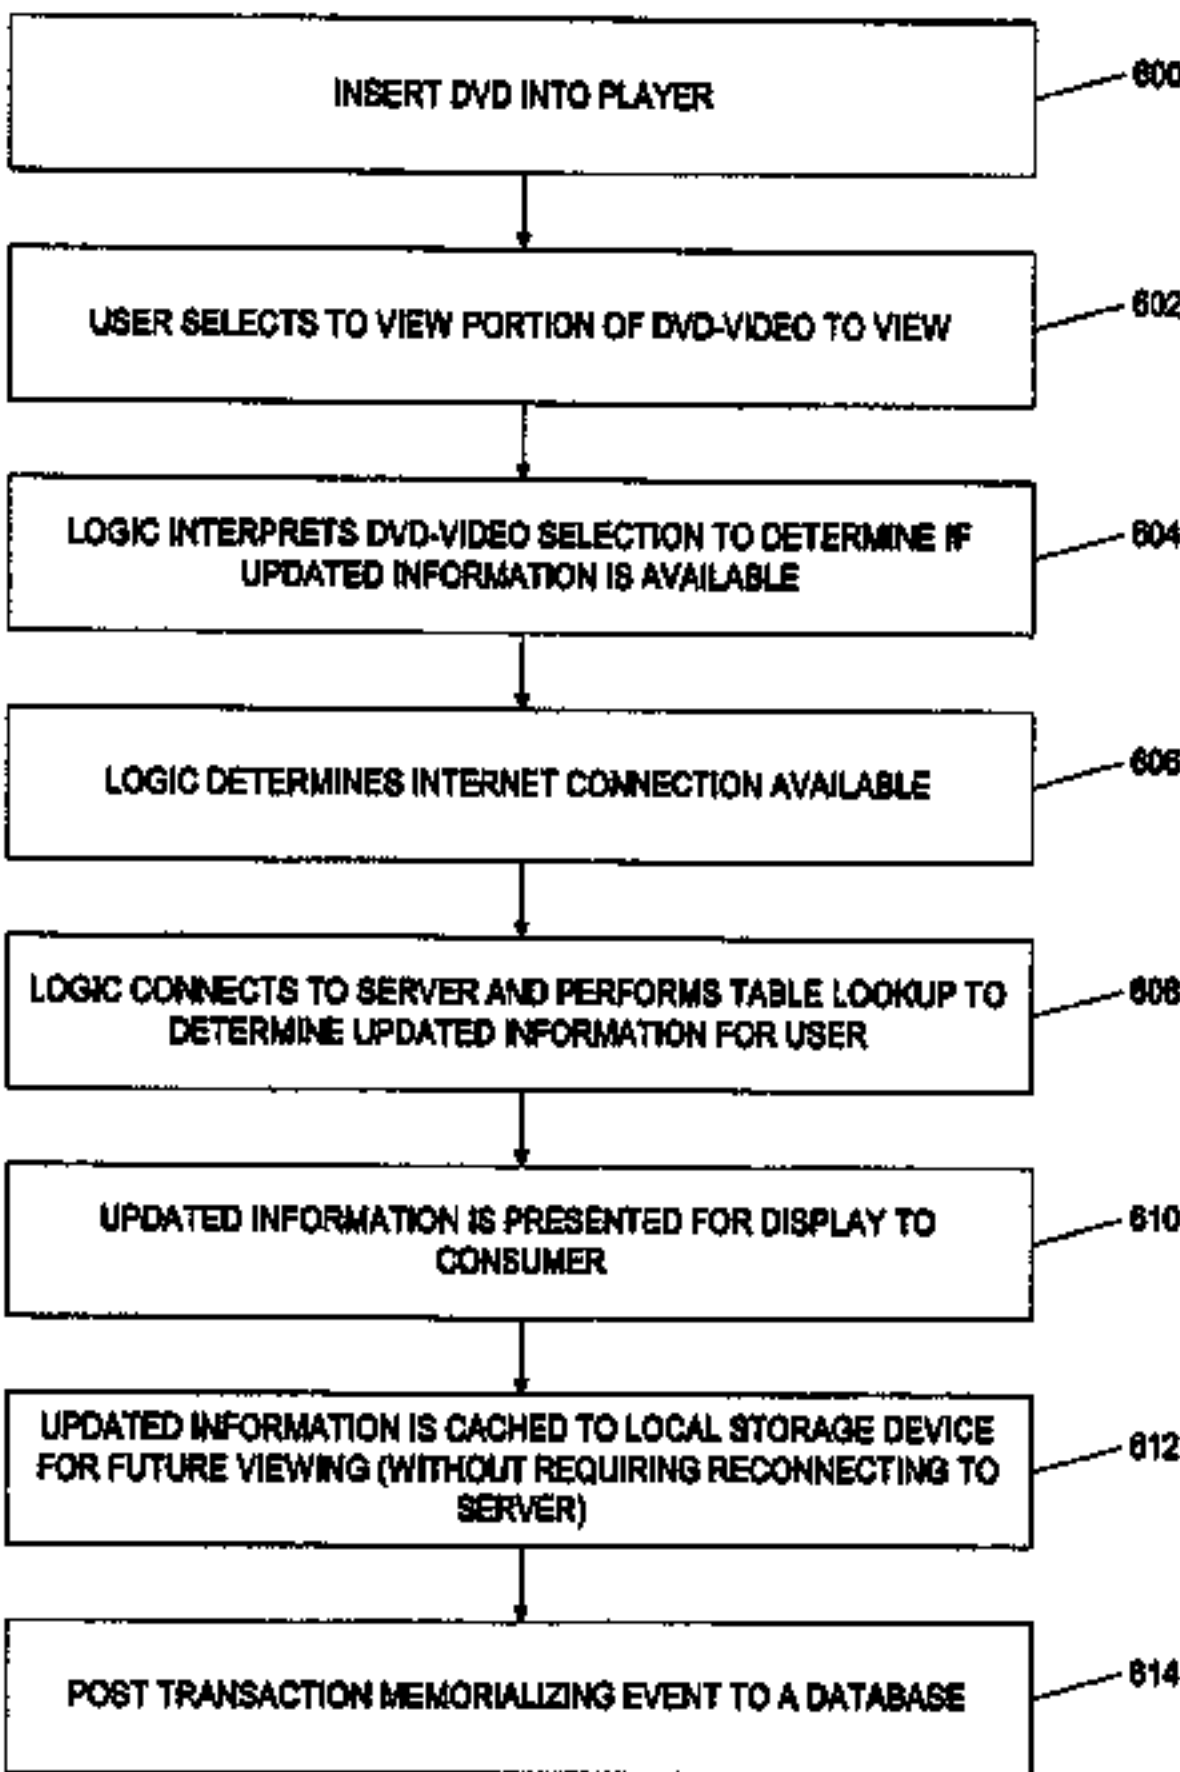 INSERT DVD INTO PLAYER
600
USER SELECTS TO VIEW PORTION OF DVD-VIDEO TO VIEW
602
LOGIC INTERPRETS DVD-VIDEO SELECTION TO DETERMINE IF
UPDATED INFORMATION IS AVAILABLE
604
LOGIC DETERMINES INTERNET CONNECTION AVAILABLE
606
LOGIC CONNECTS TO SERVER AND PERFORMS TABLE LOOKUP TO
DETERMINE UPDATED INFORMATION FOR USER
608
UPDATED INFORMATION IS PRESENTED FOR DISPLAY TO
CONSUMER
610
UPDATED INFORMATION IS CACHED TO LOCAL STORAGE DEVICE
FOR FUTURE VIEWING (WITHOUT REQUIRING RECONNECTING TO
SERVER)
612
POST TRANSACTION MEMORIALIZING EVENT TO A DATABASE
614